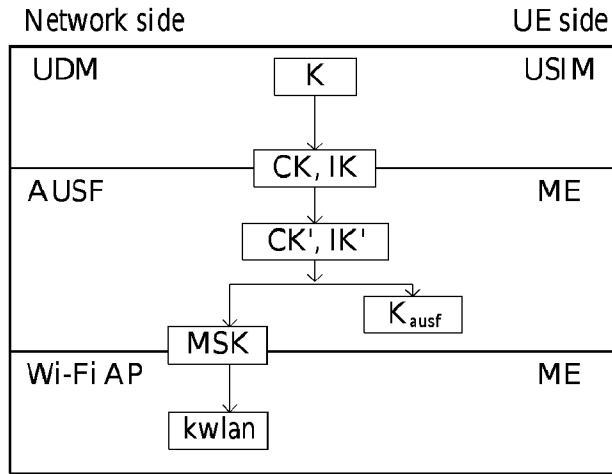 Network side UE side
UDM K USIM
CK, IK
AUSF ME
CK', IK'
Kausf
MSK
Wi-Fi AP ME
kwlan